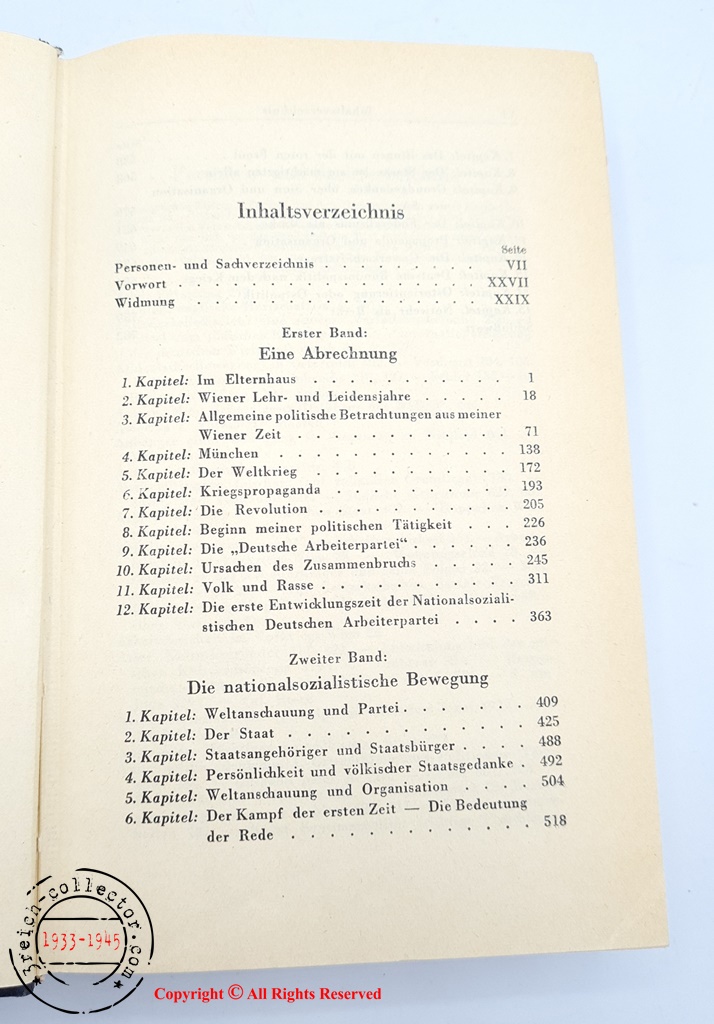 Inhaltsverzeichnis
Seite
Personen- und Sachverzeichnis . . . . . . . . . VII
Vorwort . . . . . . . . . . . . . . . . . . XXVII
Widmung . . . . . . . . . . . . . . . . . XXIX
Erster Band:
Eine Abrechnung
1. Kapitel: Im Elternhaus . . . . . . . . . . . 1
2. Kapitel: Wiener Lehr- und Leidensjahre . . . . . 18
3. Kapitel: Allgemeine politische Betrachtungen aus meiner
Wiener Zeit . . . . . . . . . . . . 71
4. Kapitel: München . . . . . . . . . . . . . 138
5. Kapitel: Der Weltkrieg . . . . . . . . . . . 172
6. Kapitel: Kriegspropaganda . . . . . . . . . . 193
7. Kapitel: Die Revolution . . . . . . . . . . . 205
8. Kapitel: Beginn meiner politischen Tätigkeit . . . 226
9. Kapitel: Die „Deutsche Arbeiterpartei“ . . . . . . 236
10. Kapitel: Ursachen des Zusammenbruchs . . . . . 245
11. Kapitel: Volk und Rasse . . . . . . . . . . . 311
12. Kapitel: Die erste Entwicklungszeit der Nationalsoziali-
stischen Deutschen Arbeiterpartei . . . . 363
Zweiter Band:
Die nationalsozialistische Bewegung
1. Kapitel: Weltanschauung und Partei . . . . . . . 409
2. Kapitel: Der Staat . . . . . . . . . . . . . 425
3. Kapitel: Staatsangehöriger und Staatsbürger . . . . 488
4. Kapitel: Persönlichkeit und völkischer Staatsgedanke . 492
5. Kapitel: Weltanschauung und Organisation . . . . 504
6. Kapitel: Der Kampf der ersten Zeit — Die Bedeutung
der Rede . . . . . . . . . . . . . 518
3reich-collector.com
1933-1945
Copyright © All Rights Reserved